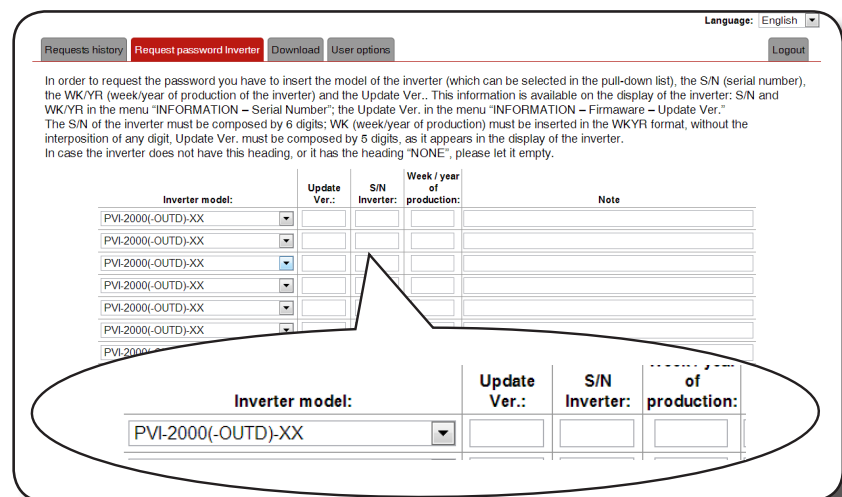 Language: English
Requests history Request password Inverter Download User options Logout
In order to request the password you have to insert the model of the inverter (which can be selected in the pull-down list), the S/N (serial number),
the WK/YR (week/year of production of the inverter) and the Update Ver.. This information is available on the display of the inverter: S/N and
WK/YR in the menu “INFORMATION – Serial Number”; the Update Ver. in the menu “INFORMATION – Firmaware – Update Ver.”
The S/N of the inverter must be composed by 6 digits; WK (week/year of production) must be inserted in the WKYR format, without the
interposition of any digit, Update Ver. must be composed by 5 digits, as it appears in the display of the inverter.
In case the inverter does not have this heading, or it has the heading “NONE”, please let it empty.
Inverter model: Update Ver.: S/N Inverter: Week / year of production: Note
PVI-2000(-OUTD)-XX
PVI-2000(-OUTD)-XX
PVI-2000(-OUTD)-XX
PVI-2000(-OUTD)-XX
PVI-2000(-OUTD)-XX
PVI-2000(-OUTD)-XX
Inverter model: Update Ver.: S/N Inverter: of production:
PVI-2000(-OUTD)-XX